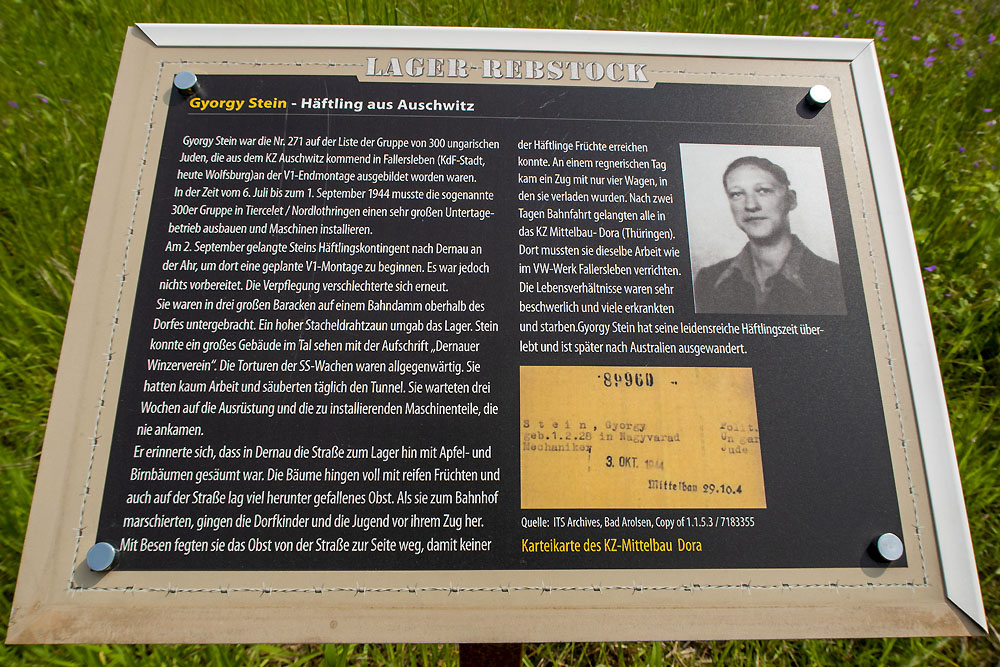 LAGER-REBSTOCK
Gyorgy Stein - Häftling aus Auschwitz
Gyorgy Stein war die Nr. 271 auf der Liste der Gruppe von 300 ungarischen
Juden, die aus dem KZ Auschwitz kommend in Fallersleben (KdF-Stadt,
heute Wolfsburg)an der V1-Endmontage ausgebildet worden waren.
In der Zeit vom 6. Juli bis zum 1. September 1944 musste die sogenannte
300er Gruppe in Tiercelet / Nordlothringen einen sehr großen Untertage-
betrieb ausbauen und Maschinen installieren.
Am 2. September gelangte Steins Häftlingskontingent nach Dernau an
der Ahr, um dort eine geplante V1-Montage zu beginnen. Es war jedoch
nichts vorbereitet. Die Verpflegung verschlechterte sich erneut.
Sie waren in drei großen Baracken auf einem Bahndamm oberhalb des
Dorfes untergebracht. Ein hoher Stacheldrahtzaun umgab das Lager. Stein
konnte ein großes Gebäude im Tal sehen mit der Aufschrift „Dernauer
Winzerverein“. Die Torturen der SS-Wachen waren allgegenwärtig. Sie
hatten kaum Arbeit und säuberten täglich den Tunnel. Sie warteten drei
Wochen auf die Ausrüstung und die zu installierenden Maschinenteile, die
nie ankamen.
Er erinnerte sich, dass in Dernau die Straße zum Lager hin mit Apfel- und
Birnbäumen gesäumt war. Die Bäume hingen voll mit reifen Früchten und
auch auf der Straße lag viel herunter gefallenes Obst. Als sie zum Bahnhof
marschierten, gingen die Dorfkinder und die Jugend vor ihrem Zug her.
Mit Besen fegten sie das Obst von der Straße zur Seite weg, damit keiner
der Häftlinge Früchte erreichen
konnte. An einem regnerischen Tag
kam ein Zug mit nur vier Wagen, in
den sie verladen wurden. Nach zwei
Tagen Bahnfahrt gelangten alle in
das KZ Mittelbau- Dora (Thüringen).
Dort mussten sie dieselbe Arbeit wie
im VW-Werk Fallersleben verrichten.
Die Lebensverhältnisse waren sehr
beschwerlich und viele erkrankten
und starben.Gyorgy Stein hat seine leidensreiche Häftlingszeit über-
lebt und ist später nach Australien ausgewandert.
89960
Stein, György
geb.1.2.28 in Nagyvarad
Mechaniker
Polit.
Ungar
Jude
3. OKT. 1944
Mittelbau 29.10.4
Quelle: ITS Archives, Bad Arolsen, Copy of 1.1.5.3 / 7183355
Karteikarte des KZ-Mittelbau Dora